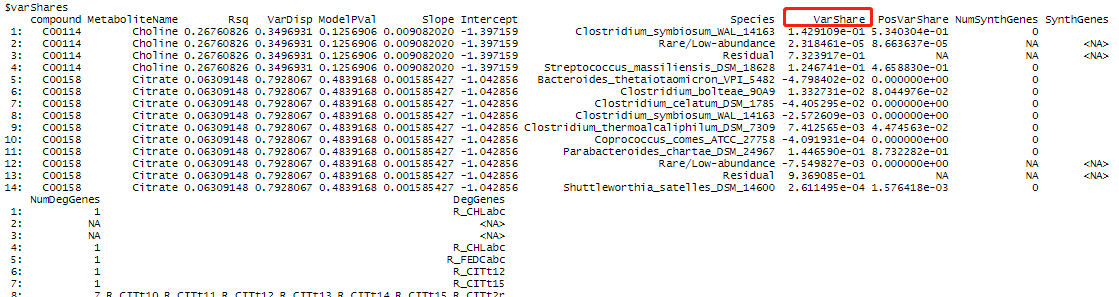 $varShares
compound MetaboliteName Rsq VarDisp ModelPVal Slope Intercept Species VarShare PosVarShare NumSynthGenes SynthGenes
1: C00114 Choline 0.26760826 0.3496931 0.1256906 0.009082020 -1.397159 Clostridium_symbiosum_WAL_14163 1.429109e-01 5.340304e-01 0
2: C00114 Choline 0.26760826 0.3496931 0.1256906 0.009082020 -1.397159 Rare/Low-abundance 2.318461e-05 8.663637e-05 NA <NA>
3: C00114 Choline 0.26760826 0.3496931 0.1256906 0.009082020 -1.397159 Residual 7.323917e-01 NA NA <NA>
4: C00114 Choline 0.26760826 0.3496931 0.1256906 0.009082020 -1.397159 Streptococcus_massiliensis_DSM_18628 1.246741e-01 4.658830e-01 0
5: C00158 Citrate 0.06309148 0.7928067 0.4839169 0.001585427 -1.042856 Bacteroides_thetaiotaomicron_VPI_5482 -4.798402e-02 0.000000e+00 0
6: C00158 Citrate 0.06309148 0.7928067 0.4839169 0.001585427 -1.042856 Clostridium_bolteae_90A9 1.332731e-02 8.044976e-02 0
7: C00158 Citrate 0.06309148 0.7928067 0.4839169 0.001585427 -1.042856 Clostridium_celatum_DSM_1785 -4.405295e-02 0.000000e+00 0
8: C00158 Citrate 0.06309148 0.7928067 0.4839169 0.001585427 -1.042856 Clostridium_symbiosum_WAL_14163 -2.572609e-03 0.000000e+00 0
9: C00158 Citrate 0.06309148 0.7928067 0.4839169 0.001585427 -1.042856 Clostridium_thermoalcaliphilum_DSM_7309 7.412565e-03 4.474563e-02 0
10: C00158 Citrate 0.06309148 0.7928067 0.4839169 0.001585427 -1.042856 Coprococcus_comes_ATCC_27758 -4.091931e-04 0.000000e+00 0
11: C00158 Citrate 0.06309148 0.7928067 0.4839169 0.001585427 -1.042856 Parabacteroides_chartae_DSM_24967 1.446590e-01 8.732282e-01 0
12: C00158 Citrate 0.06309148 0.7928067 0.4839169 0.001585427 -1.042856 Rare/Low-abundance -7.549827e-03 0.000000e+00 NA <NA>
13: C00158 Citrate 0.06309148 0.7928067 0.4839169 0.001585427 -1.042856 Residual 9.369085e-01 NA NA <NA>
14: C00158 Citrate 0.06309148 0.7928067 0.4839169 0.001585427 -1.042856 Shuttleworthia_satelles_DSM_14600 2.611495e-04 1.576418e-03 0
NumDegGenes DegGenes
1: 1 R_CHLabc
2: NA <NA>
3: NA <NA>
4: 1 R_CHLabc
5: 1 R_FEDCabc
6: 1 R_CITt12
7: 1 R_CITt15
8: 7 R_CITt10 R_CITt11 R_CITt12 R_CITt13 R_CITt14 R_CITt15 R_CITt2r